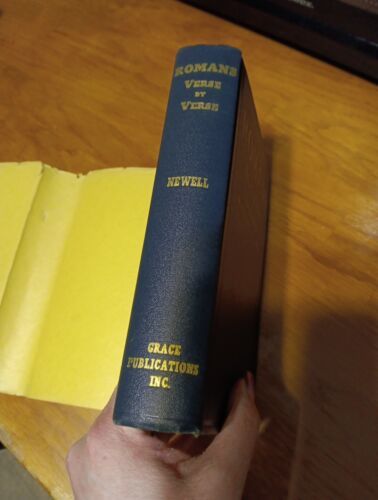 ROMANS
VERSE
BY
VERSE
NEWELL
GRACE
PUBLICATIONS
INC.